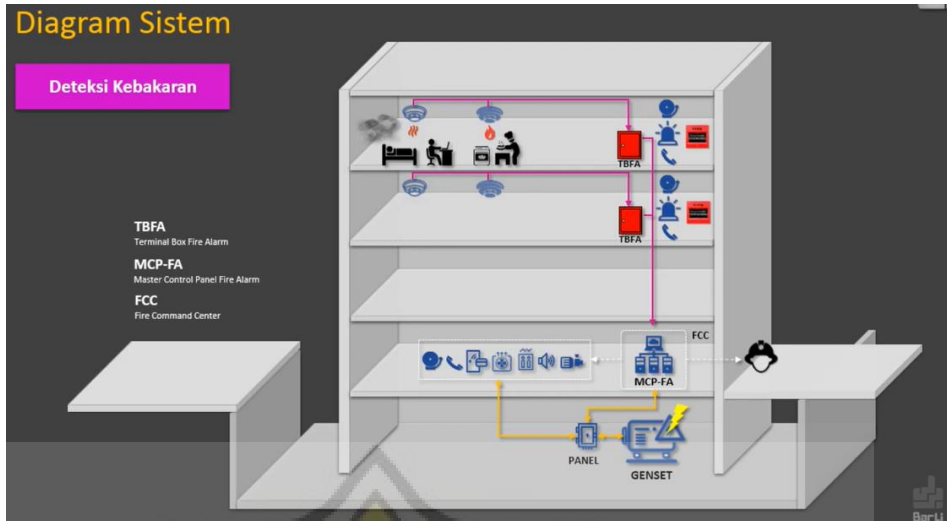 Diagram Sistem
Deteksi Kebakaran
TBFA
TBFA
TBFA
Terminal Box Fire Alarm
MCP-FA
Master Control Panel Fire Alarm
FCC
Fire Command Center
FCC
MCP-FA
PANEL
GENSET